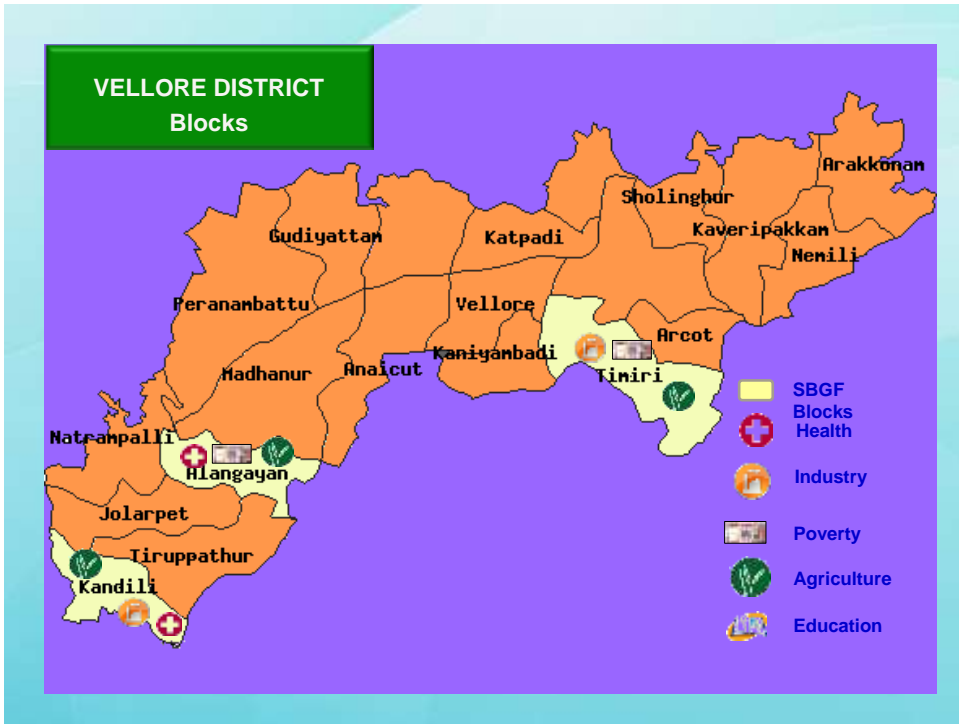 VELLORE DISTRICT
Blocks
Arakkonam
Sholinghur
Kaveripakkam
Gudiyattam
Katpadi
Nemili
Peranambattu
Vellore
Arcot
Kaniyambadi
Madhanur
Anaicut
Timiri
Natrampalli
Alangayan
Jolarpet
Tiruppathur
Kandili
SBGF
Blocks
Health
Industry
Poverty
Agriculture
Education